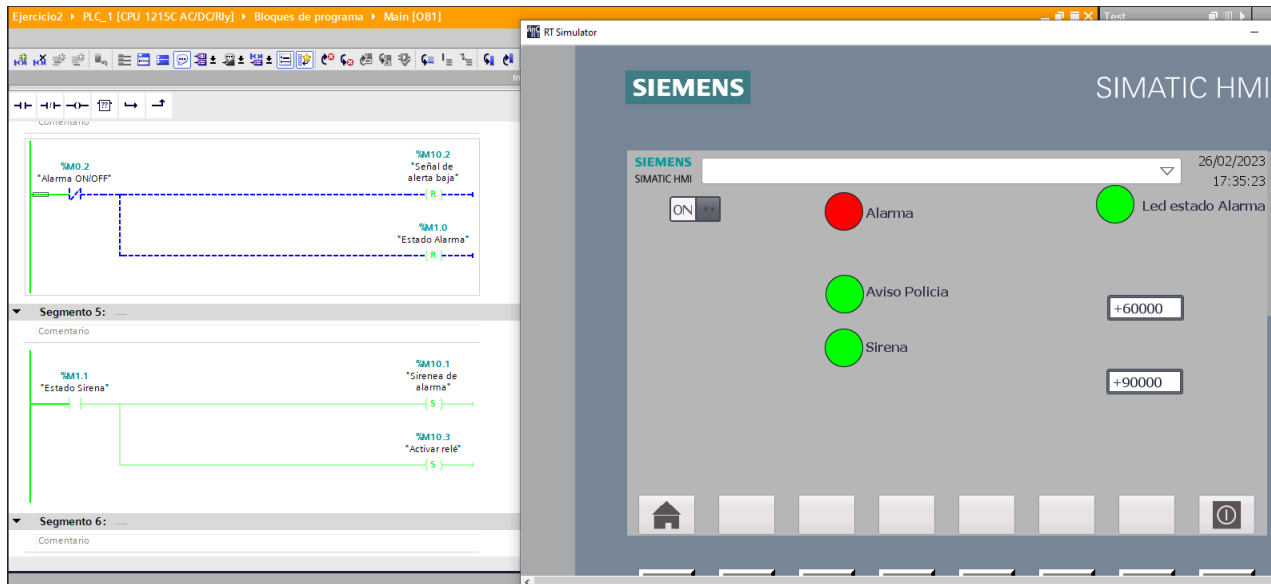 Ejercicio2 ▸ PLC_1 [CPU 1215C AC/DC/Rly] ▸ Bloques de programa ▸ Main [OB1]
Test
RT Simulator
SIEMENS
SIMATIC HMI
Comentario
%M0.2
"Alarma ON/OFF"
%M10.2
"Señal de
alerta baja"
R
%M1.0
"Estado Alarma"
R
Segmento 5:
Comentario
%M1.1
"Estado Sirena"
%M10.1
"Sirenea de
alarma"
S
%M10.3
"Activar relé"
S
Segmento 6:
Comentario
SIEMENS
SIMATIC HMI
26/02/2023
17:35:23
ON
Alarma
Led estado Alarma
Aviso Policia
+60000
Sirena
+90000